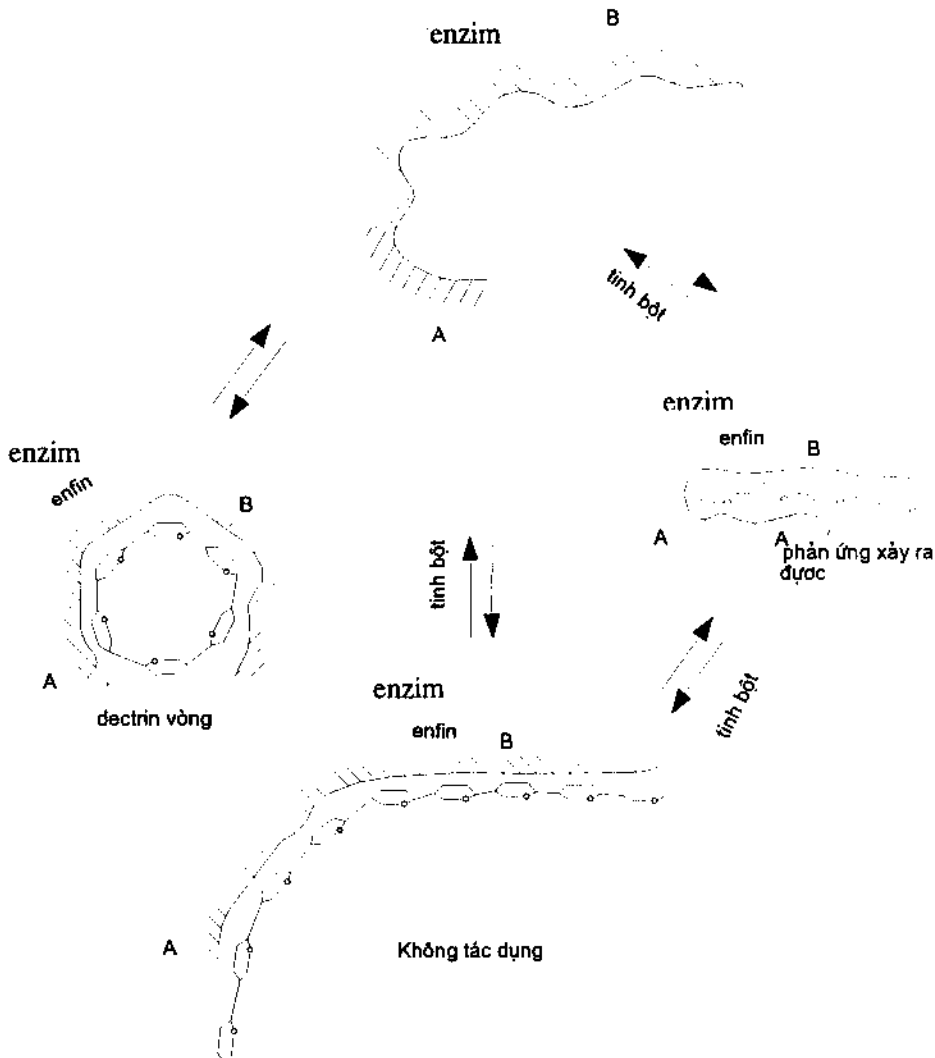 enzim
B
tinh bột
A
enzim
enfin
B
A
A
phản ứng xảy ra
đựơc
enzim
enfin
B
A
dectrin vòng
tinh bột
tinh bột
enzim
enfin
B
A
Không tác dụng